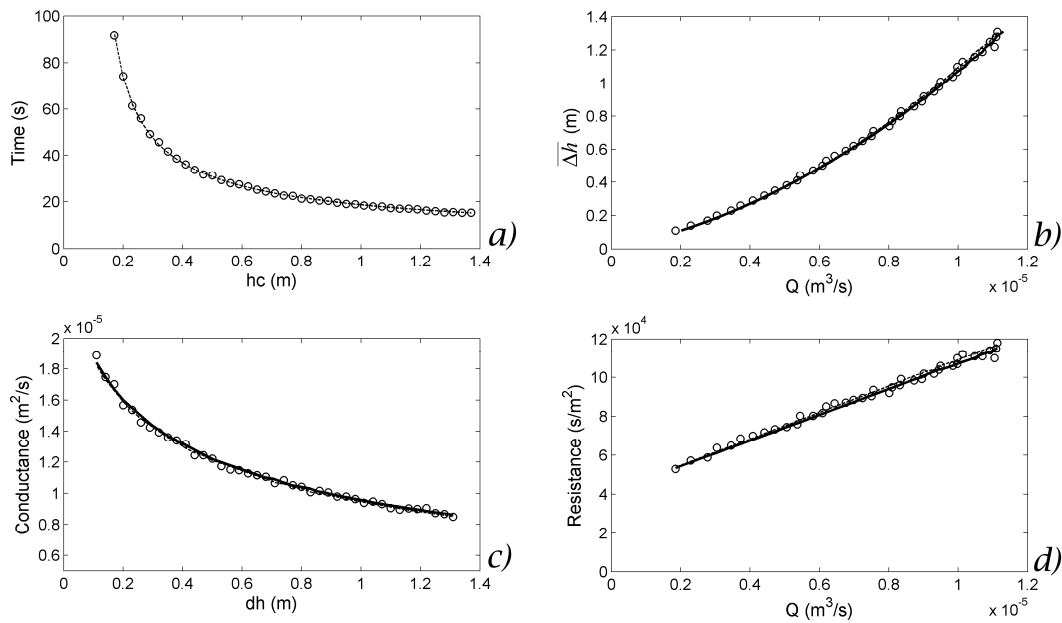 100
80
60
40
20
0
Time (s)
0 0.2 0.4 0.6 0.8 1 1.2 1.4
hc (m)
a)
1.4
1.2
1
0.8
0.6
0.4
0.2
0
Δh (m)
0 0.2 0.4 0.6 0.8 1 1.2
Q (m³/s)
x 10⁻⁵
b)
x 10⁻⁵
2
1.8
1.6
1.4
1.2
1
0.8
0.6
Conductance (m²/s)
0 0.2 0.4 0.6 0.8 1 1.2 1.4
dh (m)
c)
x 10⁴
12
10
8
6
4
2
0
Resistance (s/m²)
0 0.2 0.4 0.6 0.8 1 1.2
Q (m³/s)
x 10⁻⁵
d)